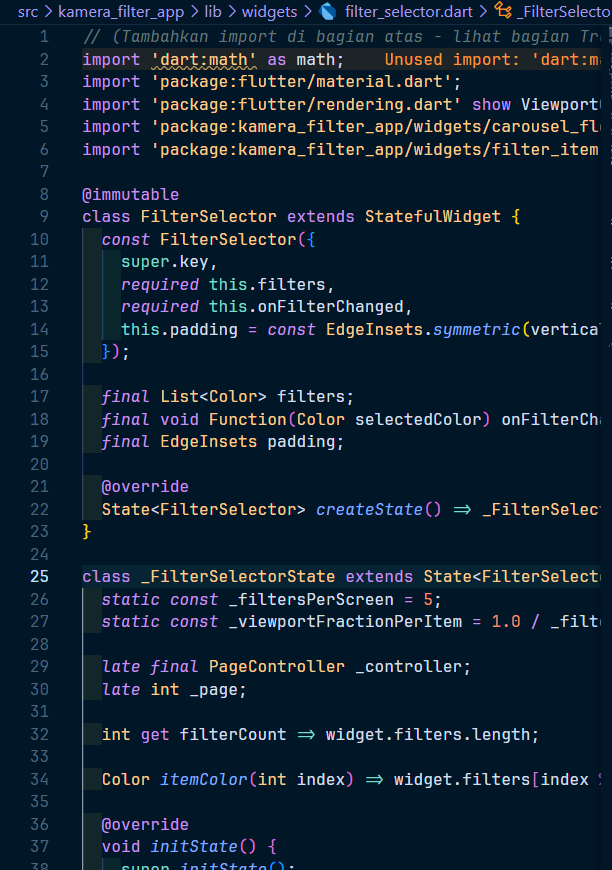 src > kamera_filter_app > lib > widgets > filter_selector.dart > _FilterSelecto
1 // (Tambahkan import di bagian atas - lihat bagian Tr
2 import 'dart:math' as math; Unused import: 'dart:ma
3 import 'package:flutter/material.dart';
4 import 'package:flutter/rendering.dart' show Viewport
5 import 'package:kamera_filter_app/widgets/carousel_fl
6 import 'package:kamera_filter_app/widgets/filter_item
7
8 @immutable
9 class FilterSelector extends StatefulWidget {
10 const FilterSelector({
11 super.key,
12 required this.filters,
13 required this.onFilterChanged,
14 this.padding = const EdgeInsets.symmetric(vertica
15 });
16
17 final List<Color> filters;
18 final void Function(Color selectedColor) onFilterCh
19 final EdgeInsets padding;
20
21 @override
22 State<FilterSelector> createState() => _FilterSelec
23 }
24
25 class _FilterSelectorState extends State<FilterSelect
26 static const _filtersPerScreen = 5;
27 static const _viewportFractionPerItem = 1.0 / _filt
28
29 late final PageController _controller;
30 late int _page;
31
32 int get filterCount => widget.filters.length;
33
34 Color itemColor(int index) => widget.filters[index %
35
36 @override
37 void initState() {
38 super.initState();